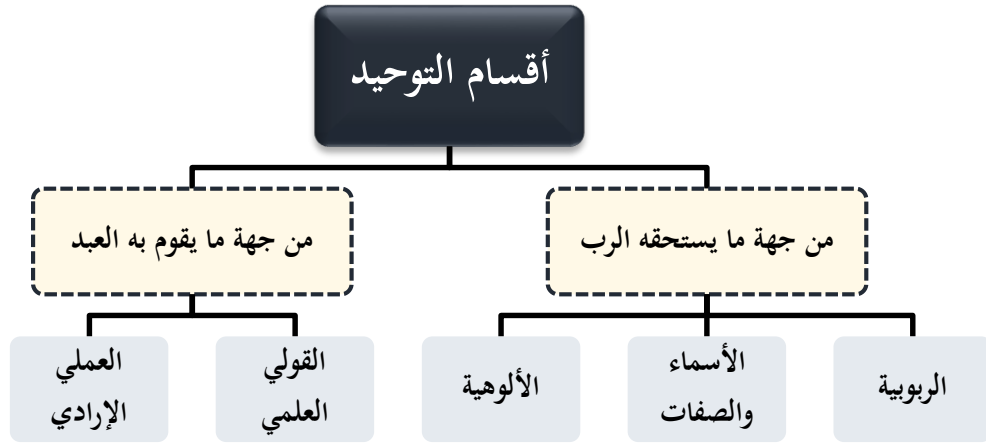 أقسام التوحيد
من جهة ما يستحقه الرب
من جهة ما يقوم به العبد
الربوبية
الأسماء
والصفات
الألوهية
القولي
العلمي
العملي
الإرادي